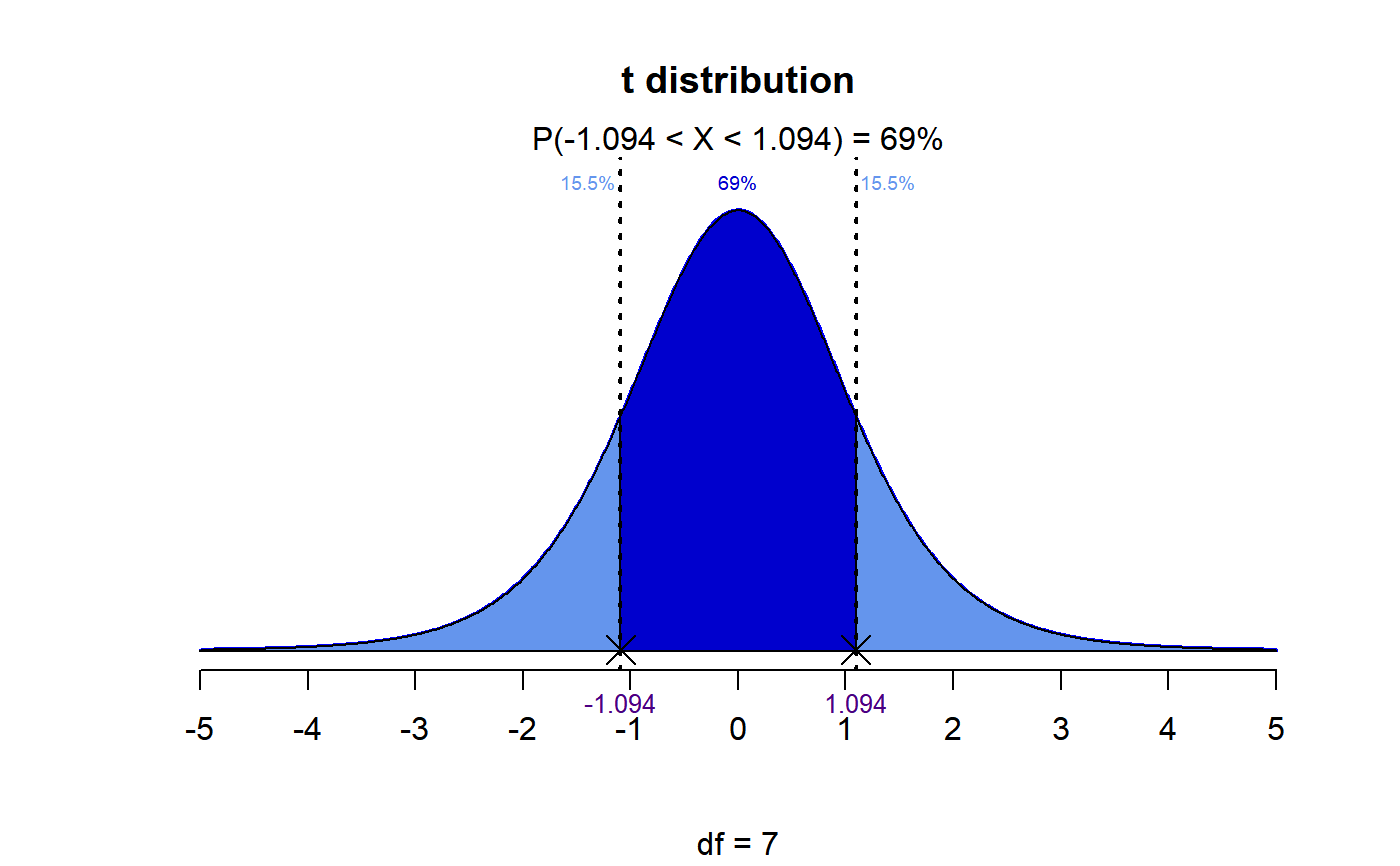 t distribution
P(-1.094 < X < 1.094) = 69%
15.5% 69% 15.5%
-1.094 1.094
-5 -4 -3 -2 -1 0 1 2 3 4 5
df = 7